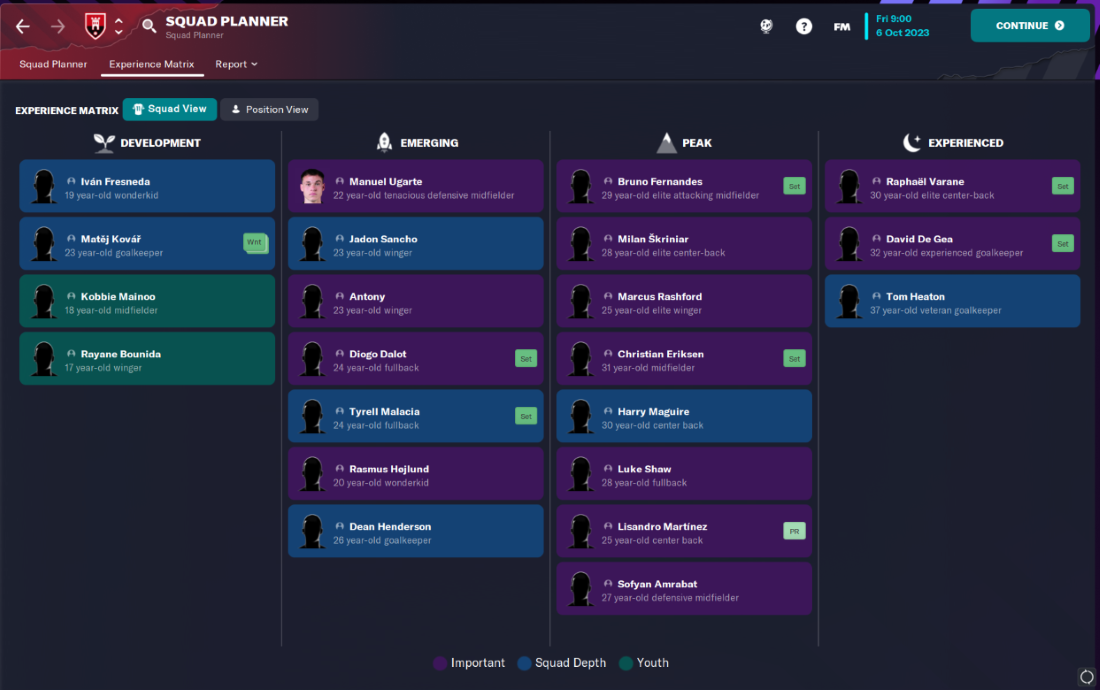 SQUAD PLANNER
Squad Planner
?
FM
Fri 9:00
6 Oct 2023
CONTINUE
Squad Planner
Experience Matrix
Report
EXPERIENCE MATRIX
Squad View
Position View
DEVELOPMENT
Iván Fresneda
19 year-old wonderkid
Matěj Kovář
23 year-old goalkeeper
Wnt
Kobbie Mainoo
18 year-old midfielder
Rayane Bounida
17 year-old winger
EMERGING
Manuel Ugarte
22 year-old tenacious defensive midfielder
Jadon Sancho
23 year-old winger
Antony
23 year-old winger
Diogo Dalot
24 year-old fullback
Set
Tyrell Malacia
24 year-old fullback
Set
Rasmus Højlund
20 year-old wonderkid
Dean Henderson
26 year-old goalkeeper
PEAK
Bruno Fernandes
29 year-old elite attacking midfielder
Set
Milan Škriniar
28 year-old elite center-back
Marcus Rashford
25 year-old elite winger
Christian Eriksen
31 year-old midfielder
Set
Harry Maguire
30 year-old center back
Luke Shaw
28 year-old fullback
Lisandro Martínez
25 year-old center back
PR
Sofyan Amrabat
27 year-old defensive midfielder
EXPERIENCED
Raphaël Varane
30 year-old elite center-back
Set
David De Gea
32 year-old experienced goalkeeper
Set
Tom Heaton
37 year-old veteran goalkeeper
Important
Squad Depth
Youth